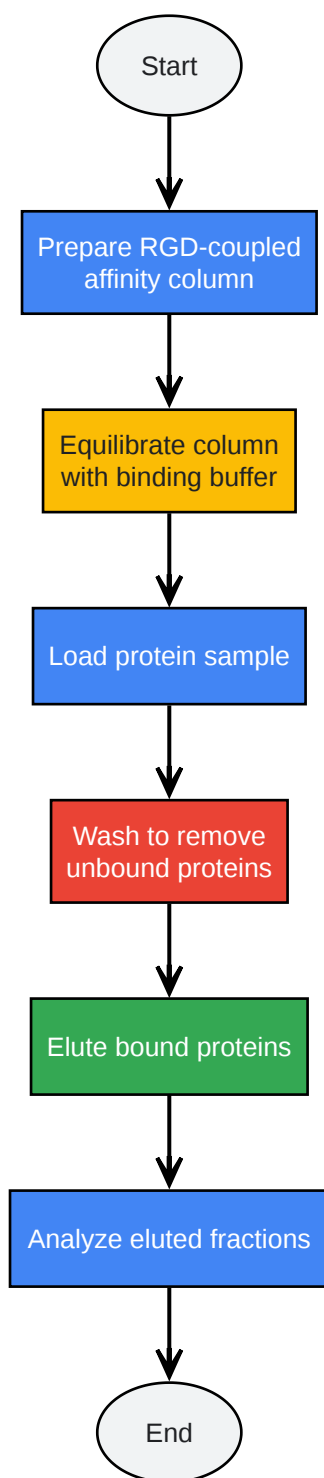 Start
Prepare RGD-coupled
affinity column
Equilibrate column
with binding buffer
Load protein sample
Wash to remove
unbound proteins
Elute bound proteins
Analyze eluted fractions
End